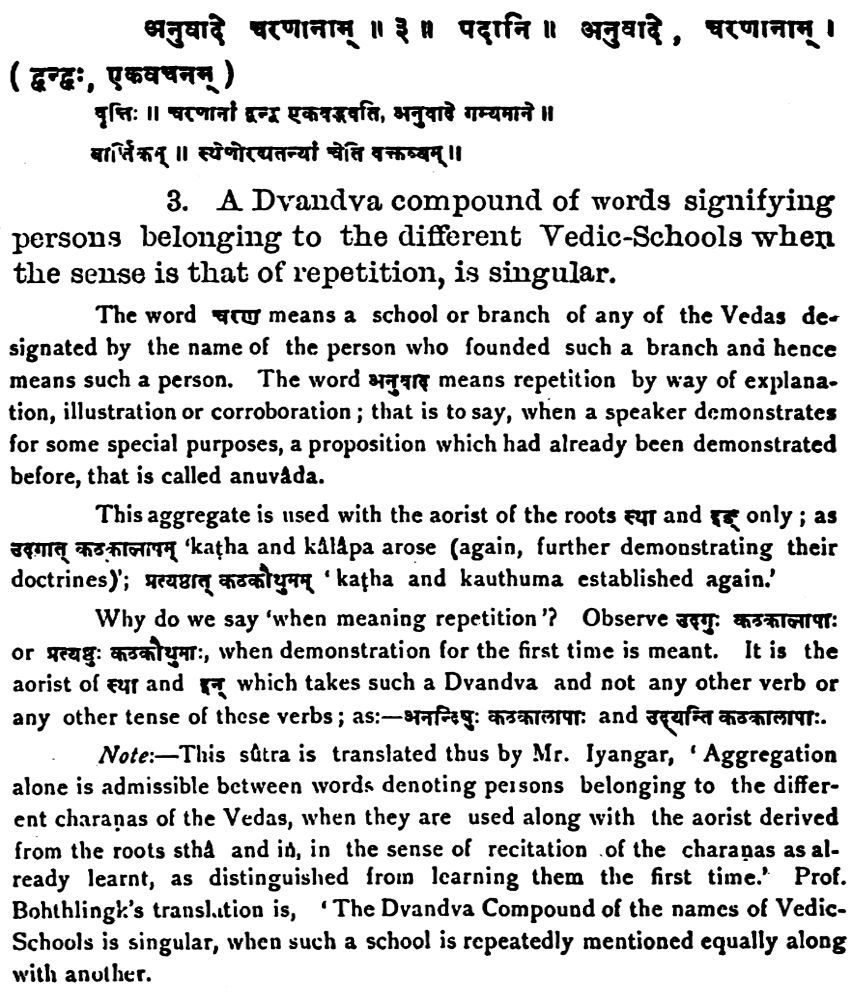 अनुवादे चरणानाम् ॥ ३ ॥ पदानि ॥ अनुवादे , चरणानाम् ।
( द्वन्द्वः, एकवचनम् )
वृत्तिः ॥ चरणानां द्वन्द्व एकवद्भवति, अनुवादे गम्यमाने ॥
वार्त्तिकम् ॥ स्थेणोरद्यतन्यां चेति वक्तव्यम् ॥
3. A Dvandva compound of words signifying
persons belonging to the different Vedic-Schools when
the sense is that of repetition, is singular.
The word चरण means a school or branch of any of the Vedas de-
signated by the name of the person who founded such a branch and hence
means such a person. The word अनुवाद means repetition by way of explana-
tion, illustration or corroboration ; that is to say, when a speaker demonstrates
for some special purposes, a proposition which had already been demonstrated
before, that is called anuvâda.
This aggregate is used with the aorist of the roots स्था and इङ् only ; as
उदगात् कठकालापम् 'kaṭha and kâlâpa arose (again, further demonstrating their
doctrines)'; प्रत्यष्ठात् कठकौथुमम् ' kaṭha and kauthuma established again.'
Why do we say 'when meaning repetition'? Observe उदगुः कठकालापाः
or प्रत्यष्ठुः कठकौथुमाः, when demonstration for the first time is meant. It is the
aorist of स्था and इन् which takes such a Dvandva and not any other verb or
any other tense of these verbs ; as:—अनन्दिषुः कठकालापाः and उद्यन्ति कठकालापाः.
Note:—This sûtra is translated thus by Mr. Iyangar, ' Aggregation
alone is admissible between words denoting persons belonging to the differ-
ent charaṇas of the Vedas, when they are used along with the aorist derived
from the roots sthâ and iṅ, in the sense of recitation of the charaṇas as al-
ready learnt, as distinguished from learning them the first time.' Prof.
Bohthlingk's translation is, ' The Dvandva Compound of the names of Vedic-
Schools is singular, when such a school is repeatedly mentioned equally along
with another.